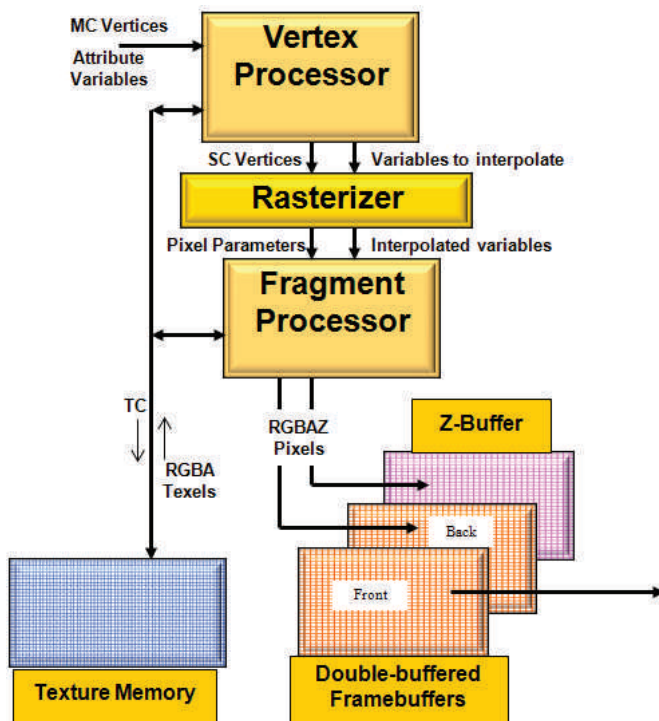 MC Vertices
Attribute
Variables
Vertex
Processor
SC Vertices
Variables to interpolate
Rasterizer
Pixel Parameters
Interpolated variables
Fragment
Processor
TC
RGBA
Texels
RGBAZ
Pixels
Z-Buffer
Back
Front
Texture Memory
Double-buffered
Framebuffers